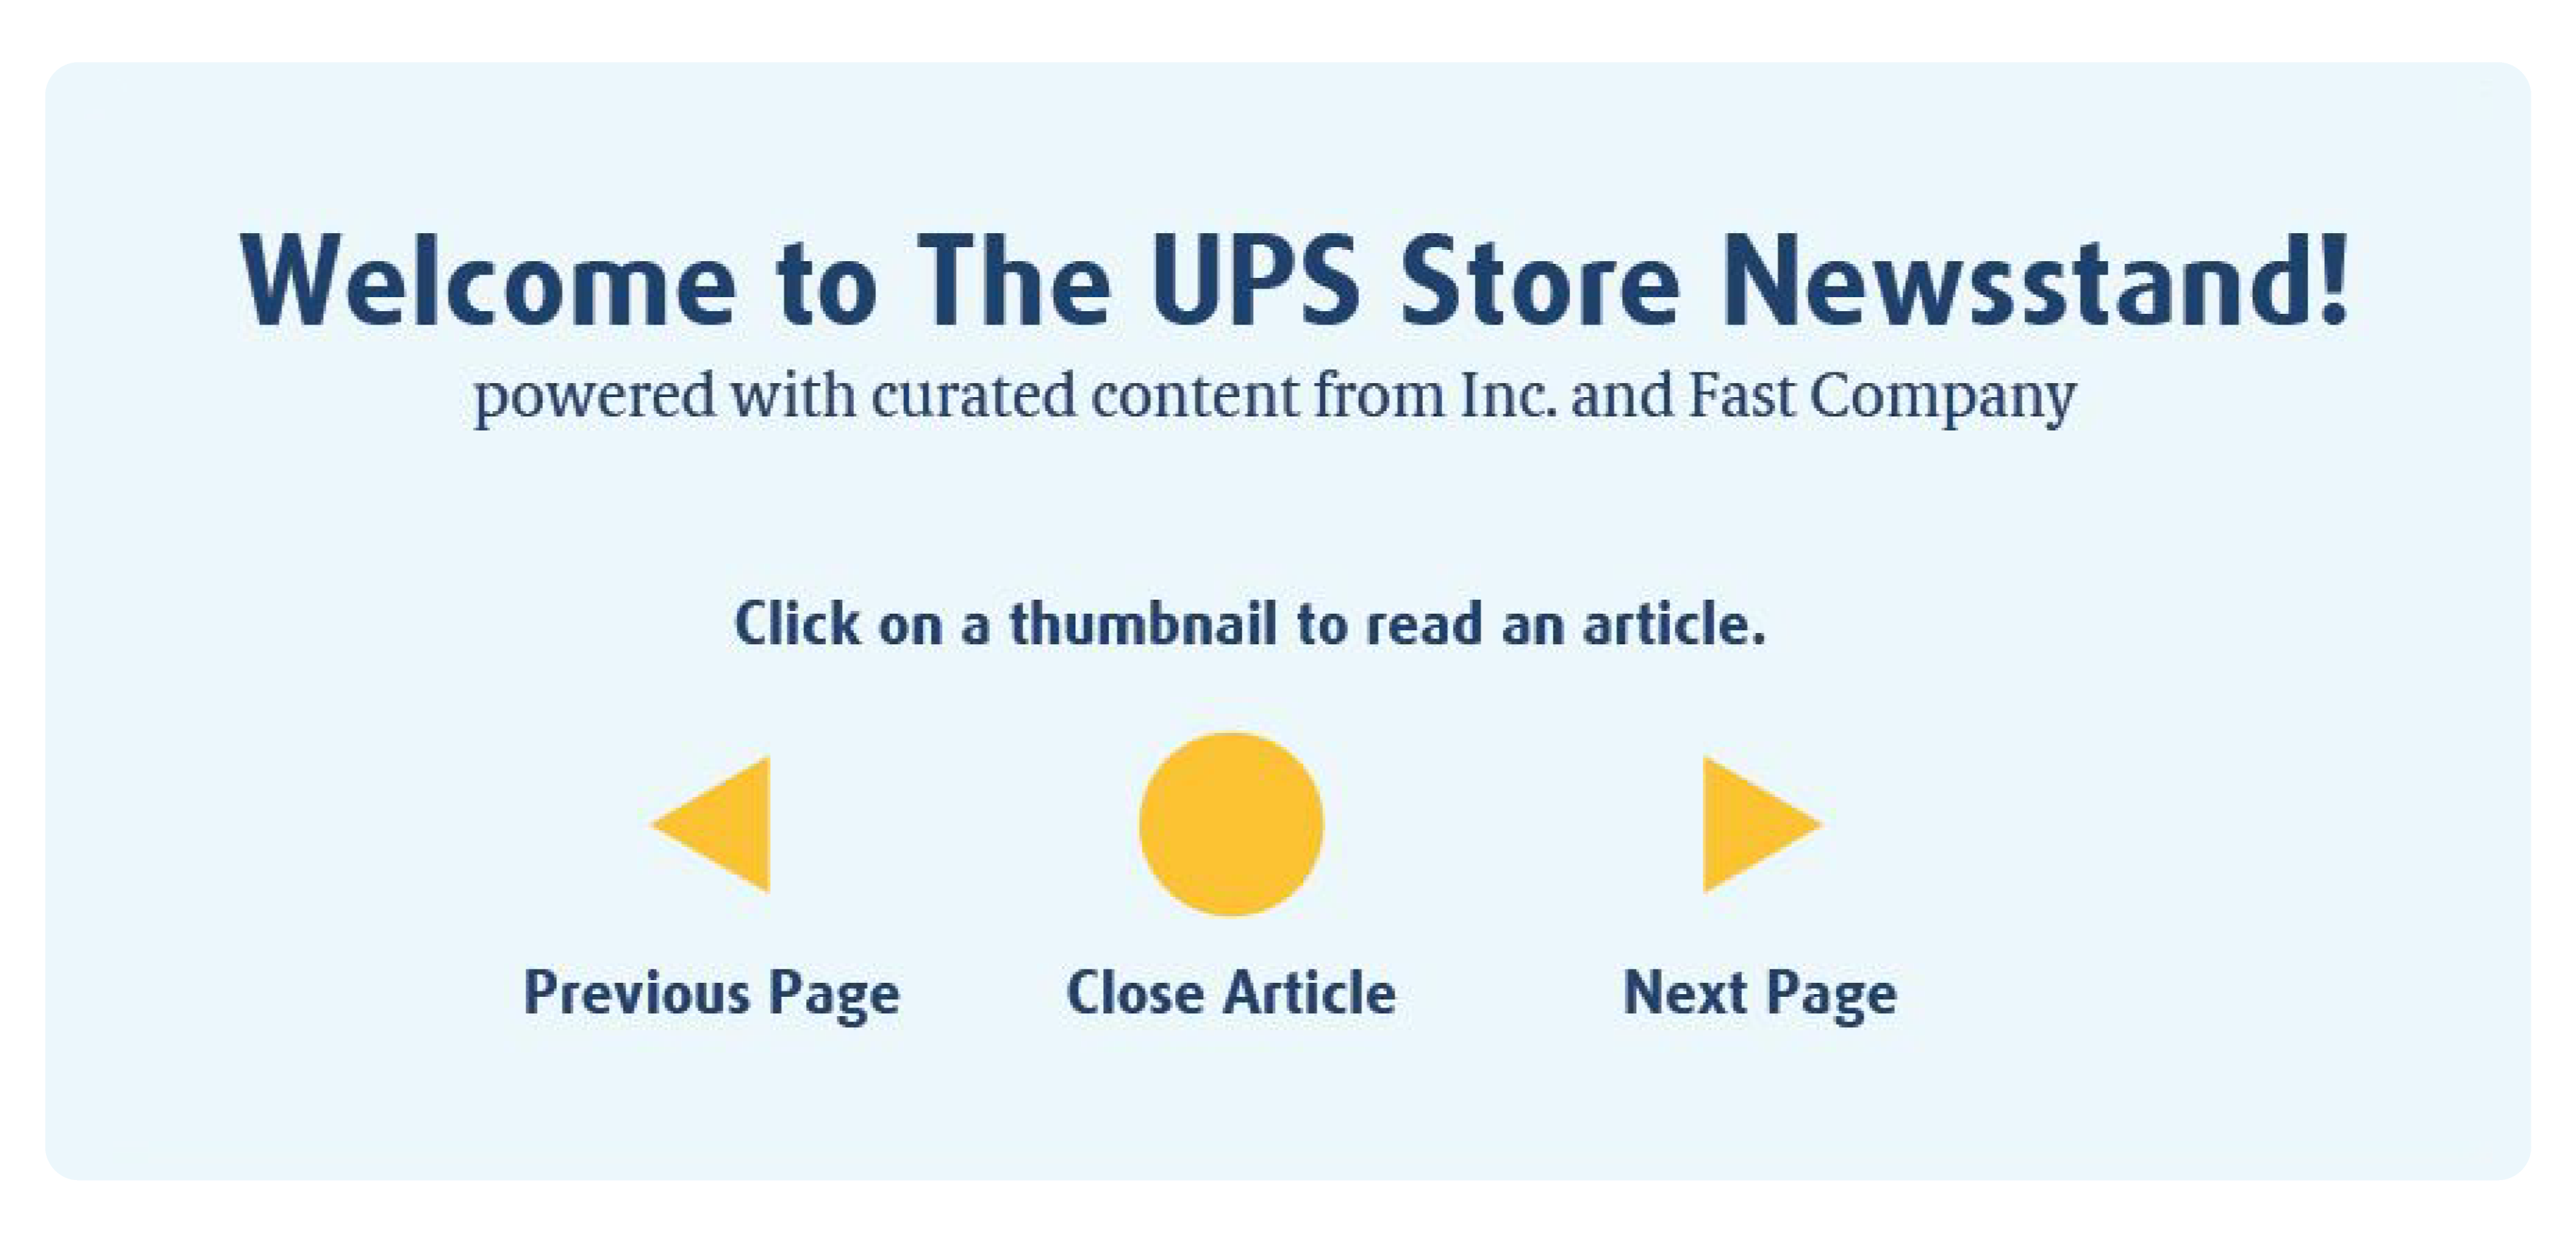 Welcome to The UPS Store Newsstand!
powered with curated content from Inc. and Fast Company
Click on a thumbnail to read an article.
Previous Page
Close Article
Next Page